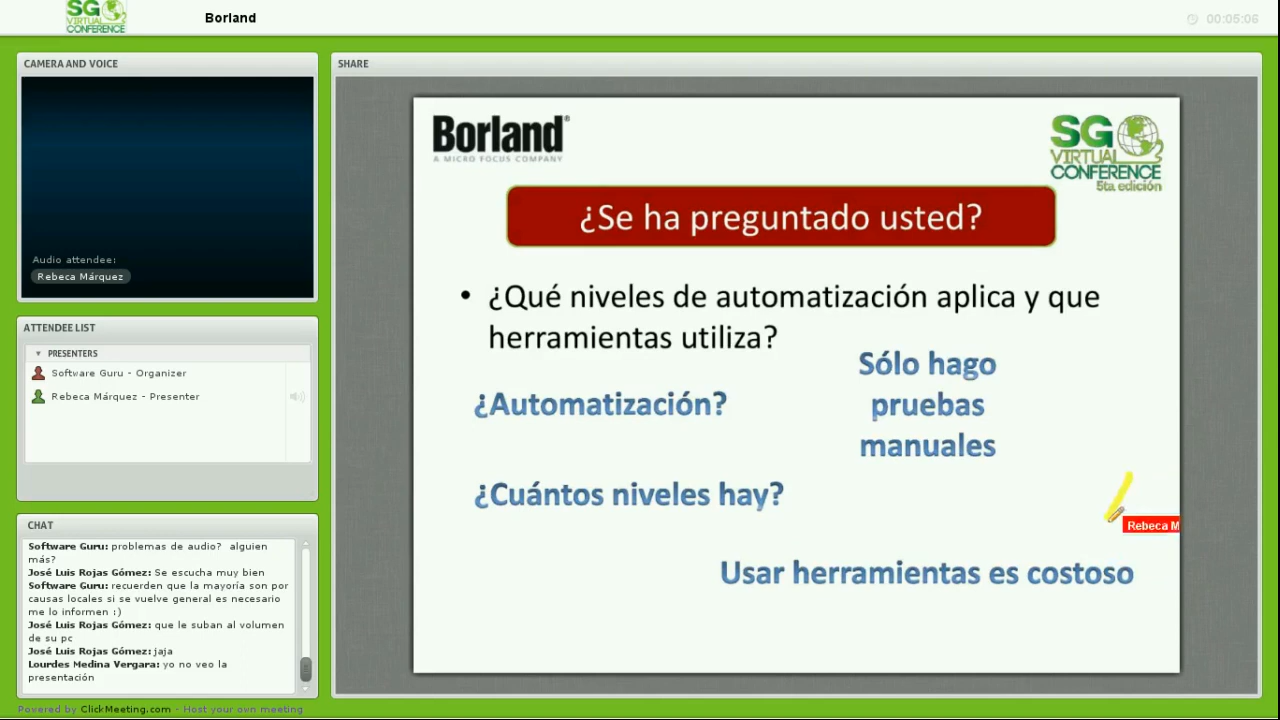 SG
VIRTUAL
CONFERENCE
Borland
00:05:06
CAMERA AND VOICE
Audio attendee:
Rebeca Márquez
ATTENDEE LIST
PRESENTERS
Software Guru - Organizer
Rebeca Márquez - Presenter
CHAT
Software Guru: problemas de audio? alguien
más?
José Luis Rojas Gómez: Se escucha muy bien
Software Guru: recuerden que la mayoría son por
causas locales si se vuelve general es necesario
me lo informen :)
José Luis Rojas Gómez: que le suban al volumen
de su pc
José Luis Rojas Gómez: jaja
Lourdes Medina Vergara: yo no veo la
presentación
Powered by ClickMeeting.com - Host your own meeting
SHARE
Borland®
A MICRO FOCUS COMPANY
SG
VIRTUAL
CONFERENCE
5ta edición
¿Se ha preguntado usted?
• ¿Qué niveles de automatización aplica y que
herramientas utiliza?
Sólo hago
pruebas
manuales
¿Automatización?
¿Cuántos niveles hay?
Rebeca M
Usar herramientas es costoso